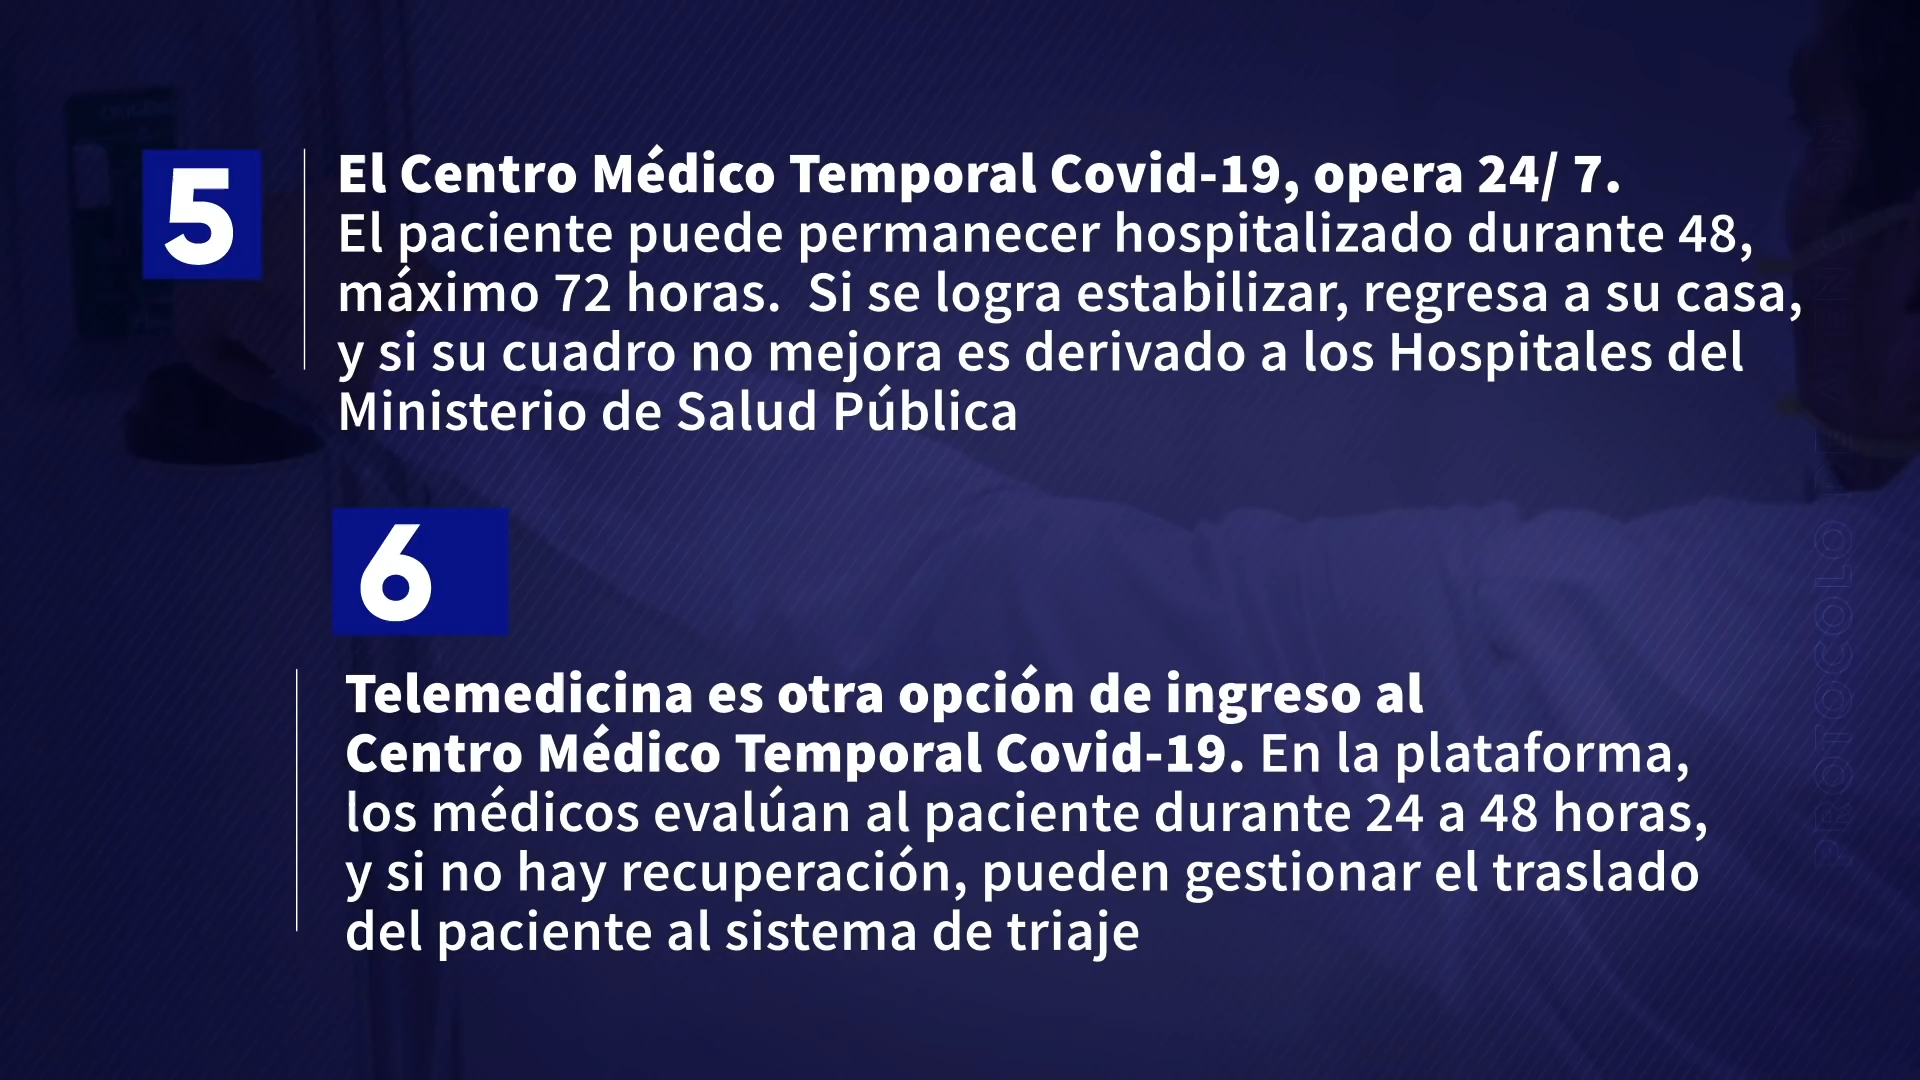 5
El Centro Médico Temporal Covid-19, opera 24/ 7.
El paciente puede permanecer hospitalizado durante 48,
máximo 72 horas.  Si se logra estabilizar, regresa a su casa,
y si su cuadro no mejora es derivado a los Hospitales del
Ministerio de Salud Pública
6
Telemedicina es otra opción de ingreso al
Centro Médico Temporal Covid-19. En la plataforma,
los médicos evalúan al paciente durante 24 a 48 horas,
y si no hay recuperación, pueden gestionar el traslado
del paciente al sistema de triaje
PROTOCOLO